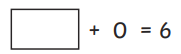 + 0 = 6